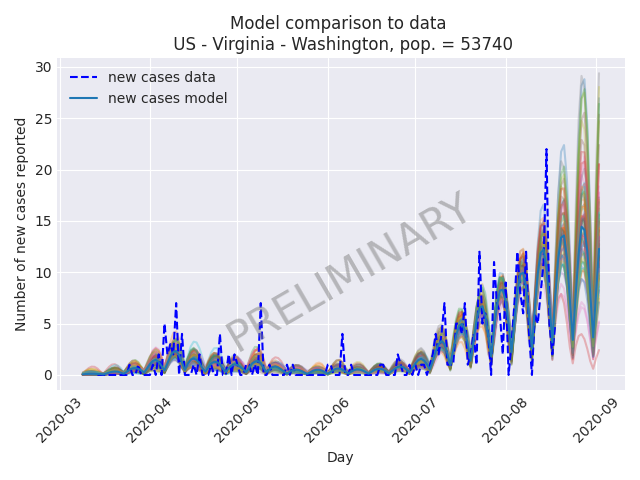 Model comparison to data
US - Virginia - Washington, pop. = 53740
new cases data
new cases model
PRELIMINARY
Number of new cases reported
30
25
20
15
10
5
0
2020-03
2020-04
2020-05
2020-06
2020-07
2020-08
2020-09
Day